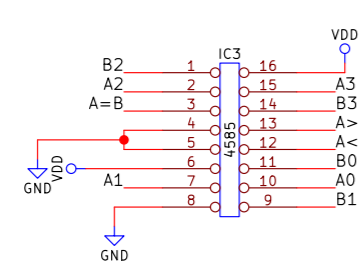 VDD
IC3
B2 1 16
A2 2 15 A3
A=B 3 14 B3
4 13 A>
5 12 A<
VDD 6 11 B0
A1 7 10 A0
8 9 B1
4585
GND
GND